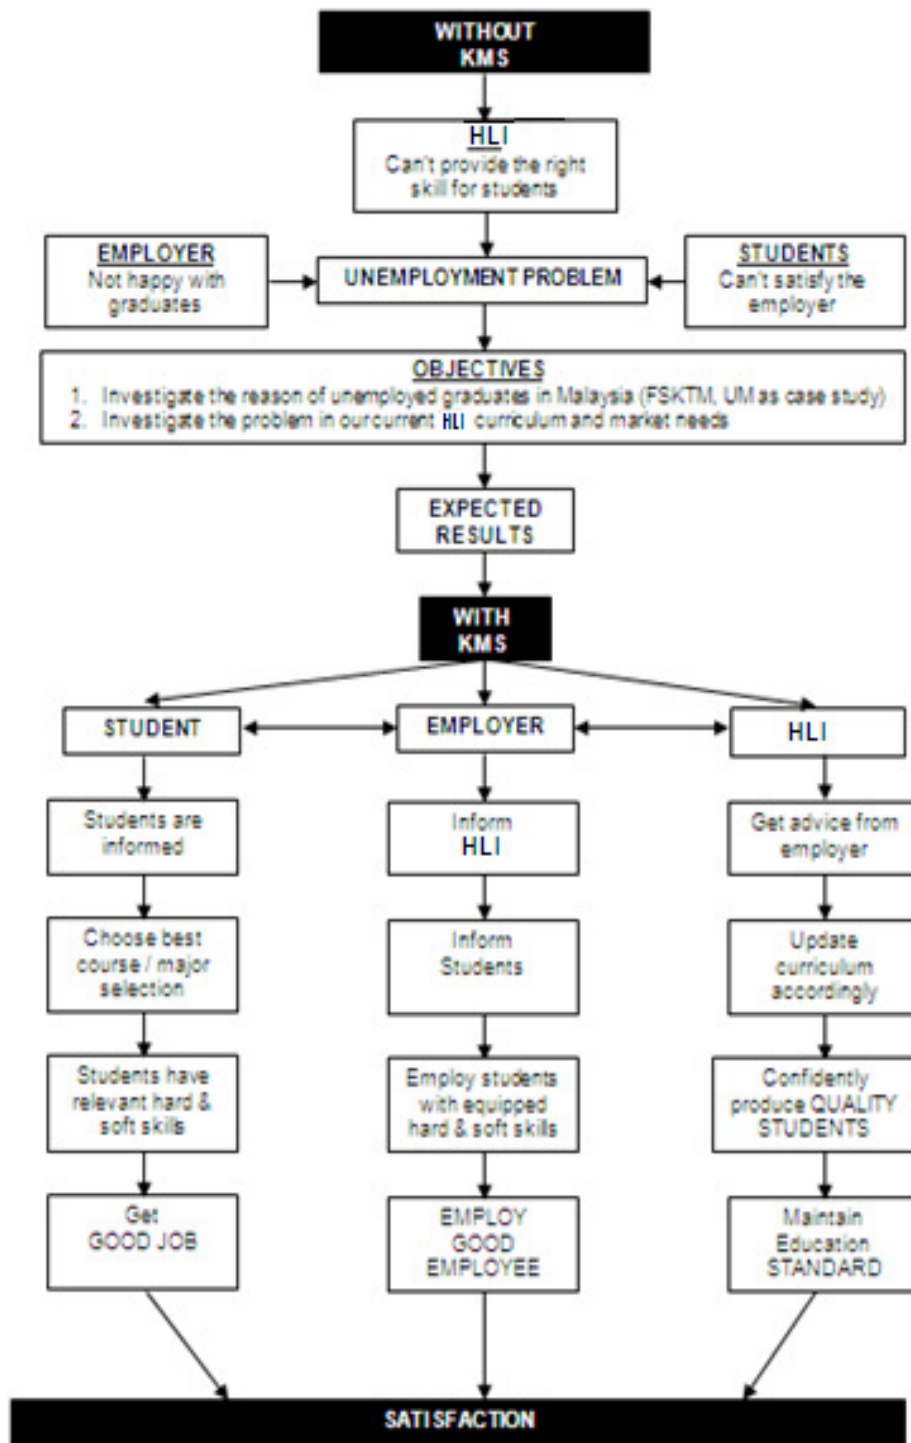 WITHOUT
KMS
HLI
Can't provide the right
skill for students
EMPLOYER
Not happy with
graduates
UNEMPLOYMENT PROBLEM
STUDENTS
Can't satisfy the
employer
OBJECTIVES
1. Investigate the reason of unemployed graduates in Malaysia (FSKTM, UM as case study)
2. Investigate the problem in our current HLI curriculum and market needs
EXPECTED
RESULTS
WITH
KMS
STUDENT
EMPLOYER
HLI
Students are
informed
Inform
HLI
Get advice from
employer
Choose best
course / major
selection
Inform
Students
Update
curriculum
accordingly
Students have
relevant hard &
soft skills
Employ students
with equipped
hard & soft skills
Confidently
produce QUALITY
STUDENTS
Get
GOOD JOB
EMPLOY
GOOD
EMPLOYEE
Maintain
Education
STANDARD
SATISFACTION